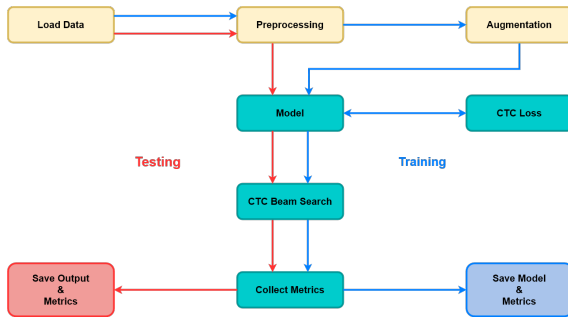 Load Data
Preprocessing
Augmentation
Model
CTC Loss
Testing
Training
CTC Beam Search
Save Output
&
Metrics
Collect Metrics
Save Model
&
Metrics